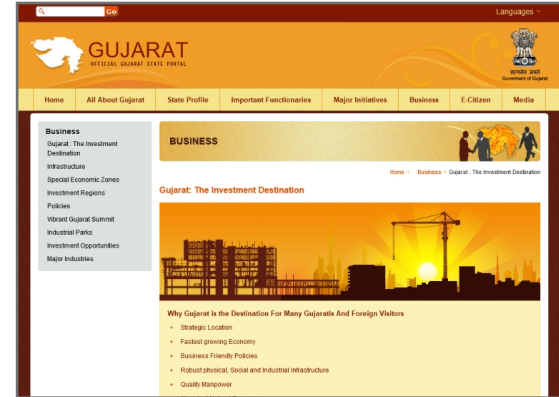 Go
Languages
GUJARAT
OFFICIAL GUJARAT STATE PORTAL
सत्यमेव जयते
Government of Gujarat
Home All About Gujarat State Profile Important Functionaries Major Initiatives Business E-Citizen Media
Business
Gujarat : The Investment
Destination
Infrastructure
Special Economic Zones
Investment Regions
Policies
Vibrant Gujarat Summit
Industrial Parks
Investment Opportunities
Major Industries
BUSINESS
Home Business Gujarat : The Investment Destination
Gujarat: The Investment Destination
Why Gujarat is the Destination For Many Gujaratis And Foreign Visitors
Strategic Location
Fastest growing Economy
Business Friendly Policies
Robust physical, Social and Industrial Infrastructure
Quality Manpower